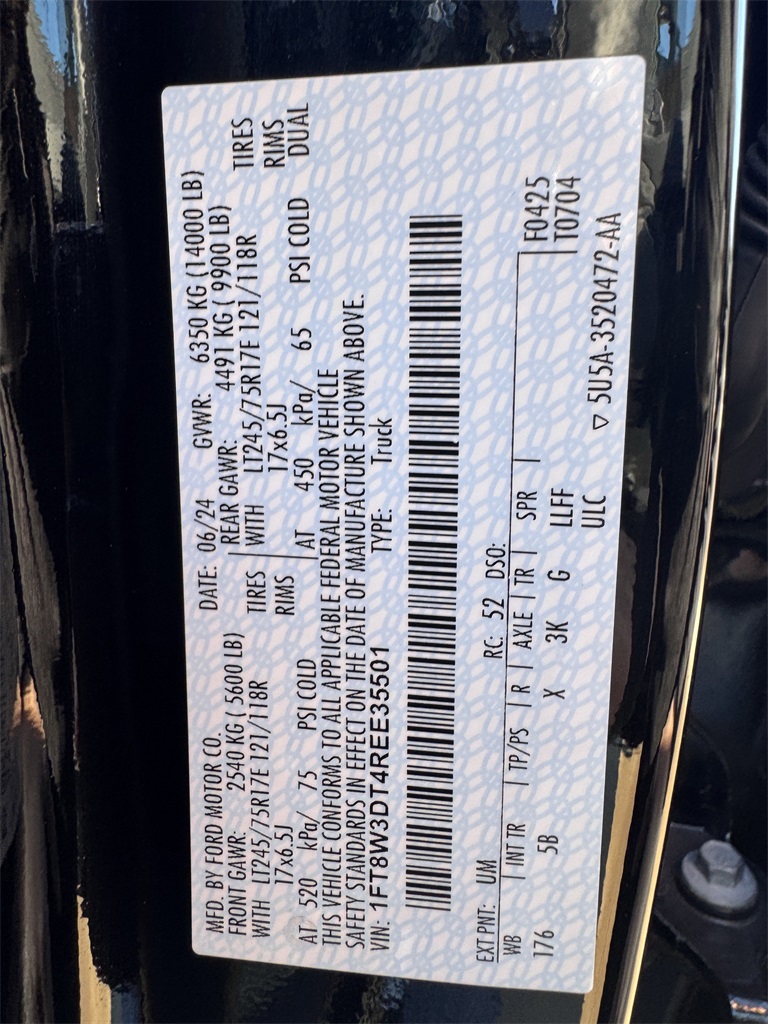 MFD. BY FORD MOTOR CO.
DATE: 06/24 GVWR: 6350 KG (14000 LB)
FRONT GAWR: 2540 KG ( 5600 LB) REAR GAWR: 4491 KG ( 9900 LB)
WITH LT245/75R17E 121/118R TIRES WITH LT245/75R17E 121/118R TIRES
17x6.5J RIMS 17x6.5J RIMS
AT 520 kPa/ 75 PSI COLD AT 450 kPa/ 65 PSI COLD DUAL
THIS VEHICLE CONFORMS TO ALL APPLICABLE FEDERAL MOTOR VEHICLE
SAFETY STANDARDS IN EFFECT ON THE DATE OF MANUFACTURE SHOWN ABOVE.
VIN: 1FT8W3DT4REE35501 TYPE: Truck
EXT PNT: UM RC: 52 DSO:
WB INT TR TP/PS R AXLE TR SPR F0425
176 5B X 3K G LLFF T0704
ULC
▽ 5U5A-3520472-AA